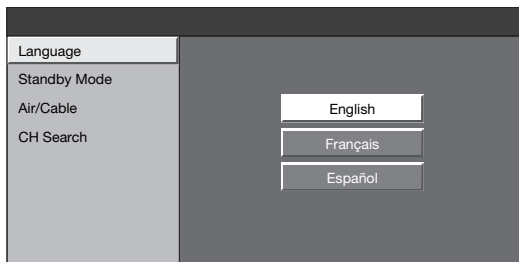 Language
Standby Mode
Air/Cable
CH Search
English
Français
Español